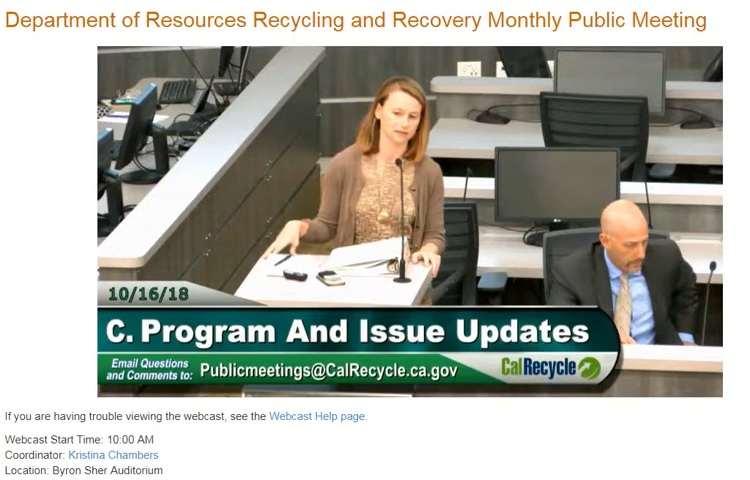 Department of Resources Recycling and Recovery Monthly Public Meeting
10/16/18
C. Program And Issue Updates
Email Questions
and Comments to: Publicmeetings@CalRecycle.ca.gov
CalRecycle
If you are having trouble viewing the webcast, see the Webcast Help page.
Webcast Start Time: 10:00 AM
Coordinator: Kristina Chambers
Location: Byron Sher Auditorium